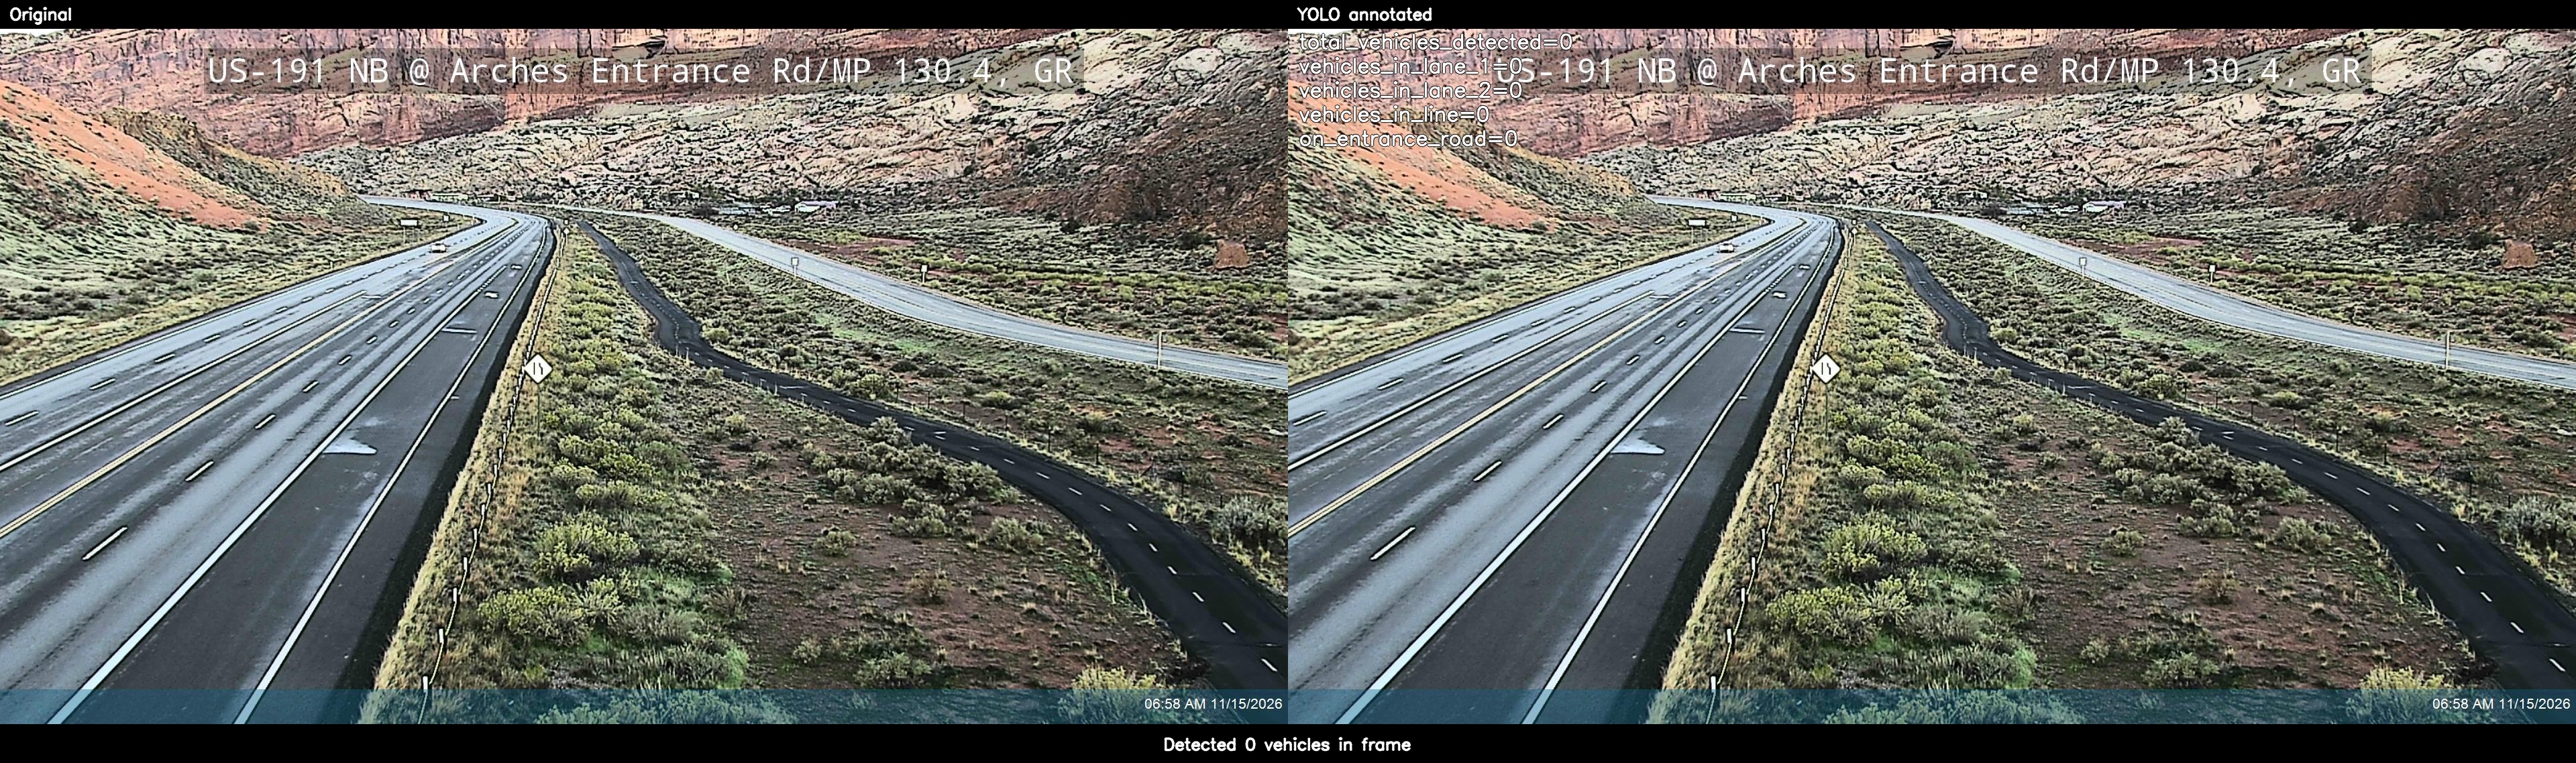 Original
YOLO annotated
US-191 NB @ Arches Entrance Rd/MP 130.4, GR
total_vehicles_detected=0
vehicles_in_lane_1=0
US-191 NB @ Arches Entrance Rd/MP 130.4, GR
vehicles_in_lane_2=0
vehicles_in_line=0
on_entrance_road=0
06:58 AM 11/15/2026
06:58 AM 11/15/2026
Detected 0 vehicles in frame